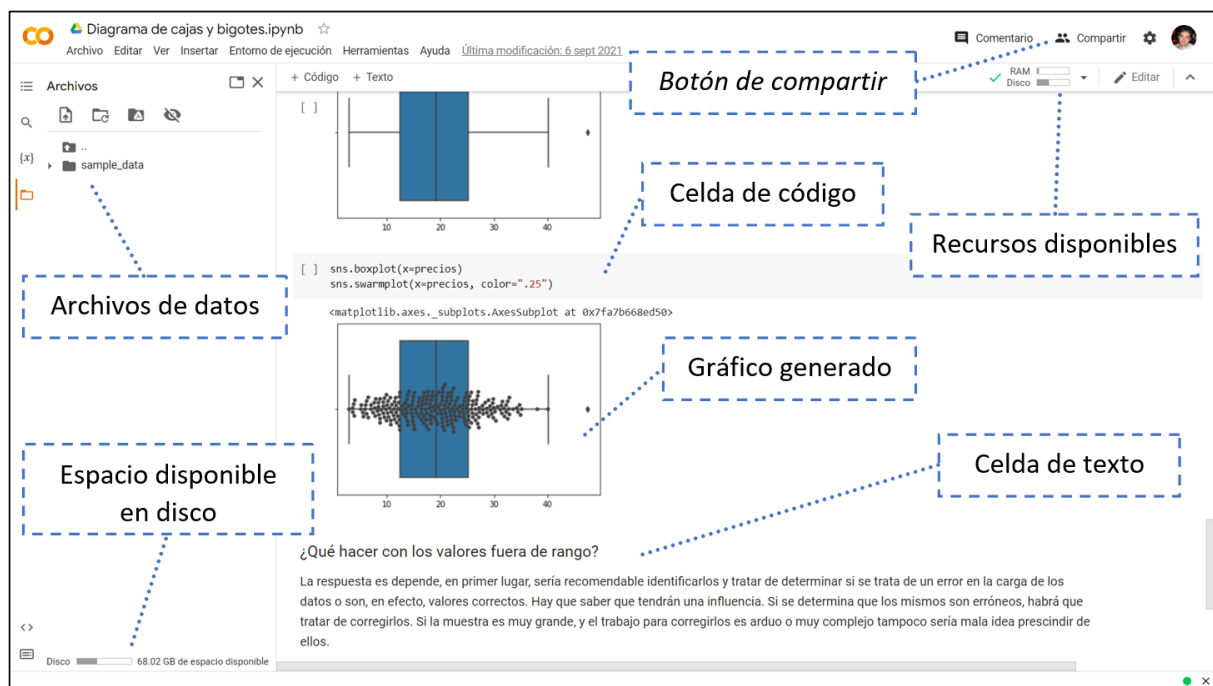 Diagrama de cajas y bigotes.ipynb
Archivo Editar Ver Insertar Entorno de ejecución Herramientas Ayuda Última modificación: 6 sept 2021
Comentario Compartir
Archivos
+ Código + Texto
Botón de compartir
RAM
Disco
Editar
{x}
..
sample_data
[ ]
10 20 30 40
Celda de código
Recursos disponibles
Archivos de datos
[ ] sns.boxplot(x=precios)
sns.swarmplot(x=precios, color=".25")
<matplotlib.axes._subplots.AxesSubplot at 0x7fa7b668ed50>
Gráfico generado
10 20 30 40
Celda de texto
Espacio disponible
en disco
¿Qué hacer con los valores fuera de rango?
La respuesta es depende, en primer lugar, sería recomendable identificarlos y tratar de determinar si se trata de un error en la carga de los
datos o son, en efecto, valores correctos. Hay que saber que tendrán una influencia. Si se determina que los mismos son erróneos, habrá que
tratar de corregirlos. Si la muestra es muy grande, y el trabajo para corregirlos es arduo o muy complejo tampoco sería mala idea prescindir de
ellos.
Disco 68.02 GB de espacio disponible